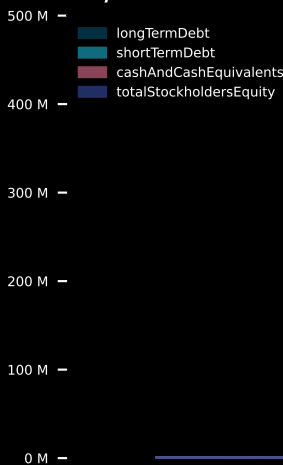 500 M
longTermDebt
shortTermDebt
cashAndCashEquivalents
totalStockholdersEquity
400 M
300 M
200 M
100 M
0 M